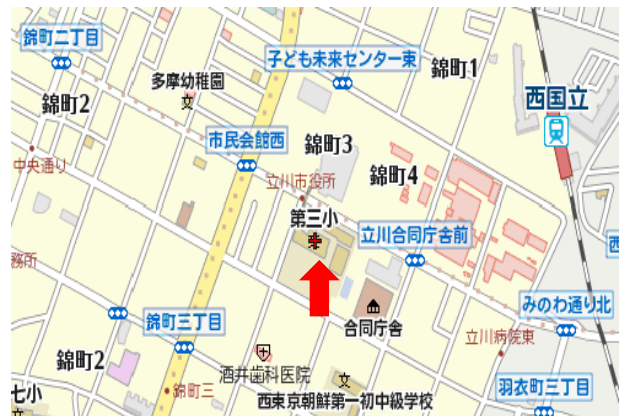 錦町二丁目
子ども未来センター東
錦町1
多摩幼稚園
西国立
錦町2
市民会館西
錦町3
中央通り
立川市役所
錦町4
第三小
立川合同庁舎前
西
務所
みのわ通り北
錦町三丁目
合同庁舎
立川病院東
錦町2
酒井歯科医院
錦町三
羽衣町三丁目
七小
西東京朝鮮第一初中級学校